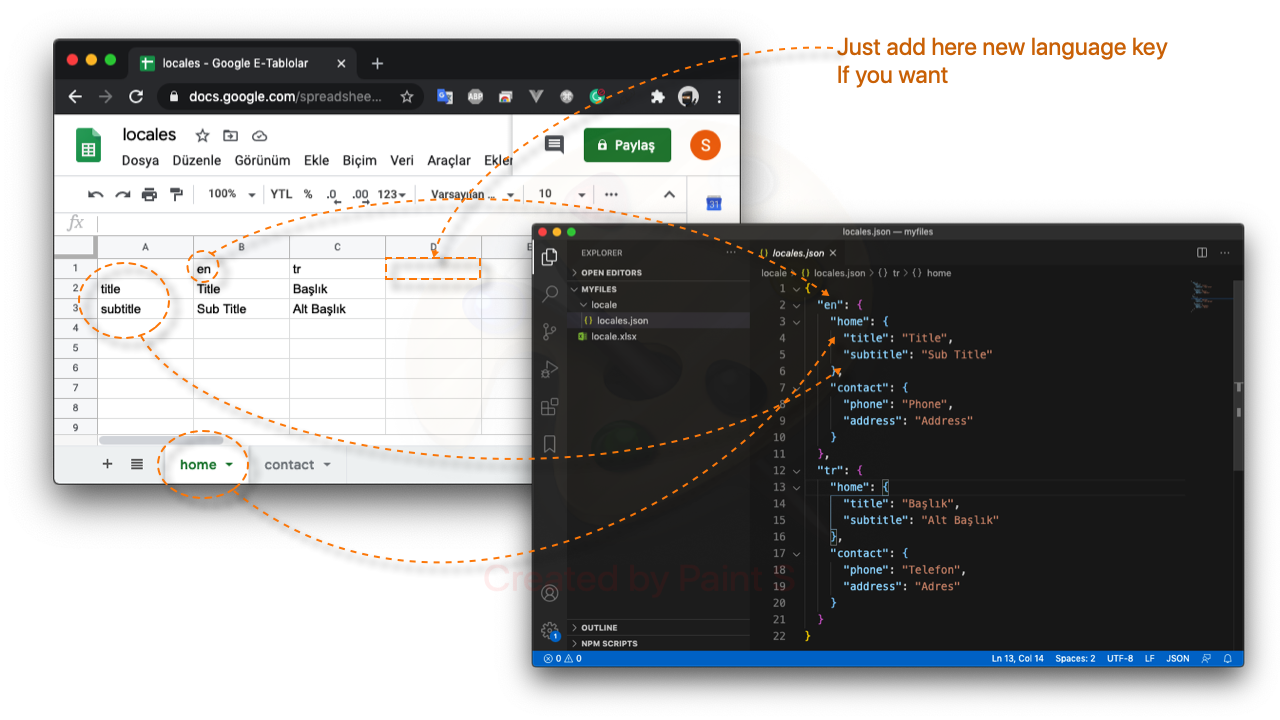 Just add here new language key
If you want
locales - Google E-Tablolar
docs.google.com/spreadshee...
ABP
locales
Dosya Düzenle Görünüm Ekle Biçim Veri Araçlar Eklen
Paylaş
S
100% YTL % .0 .00 123 Varsayılan ... 10 ...
31
fx
A B C D E
1 en tr
2 title Title Başlık
3 subtitle Sub Title Alt Başlık
4
5
6
7
8
9
+ home contact
locales.json — myfiles
EXPLORER ...
OPEN EDITORS
MYFILES
locale
{} locales.json
locale.xlsx
OUTLINE
NPM SCRIPTS
1
{} locales.json
locale > {} locales.json > {} tr > {} home
1 {
2 "en": {
3 "home": {
4 "title": "Title",
5 "subtitle": "Sub Title"
6 },
7 "contact": {
8 "phone": "Phone",
9 "address": "Address"
10 }
11 },
12 "tr": {
13 "home": {
14 "title": "Başlık",
15 "subtitle": "Alt Başlık"
16 },
17 "contact": {
18 "phone": "Telefon",
19 "address": "Adres"
20 }
21 }
22 }
0 0 Ln 13, Col 14 Spaces: 2 UTF-8 LF JSON
Created by Paint S